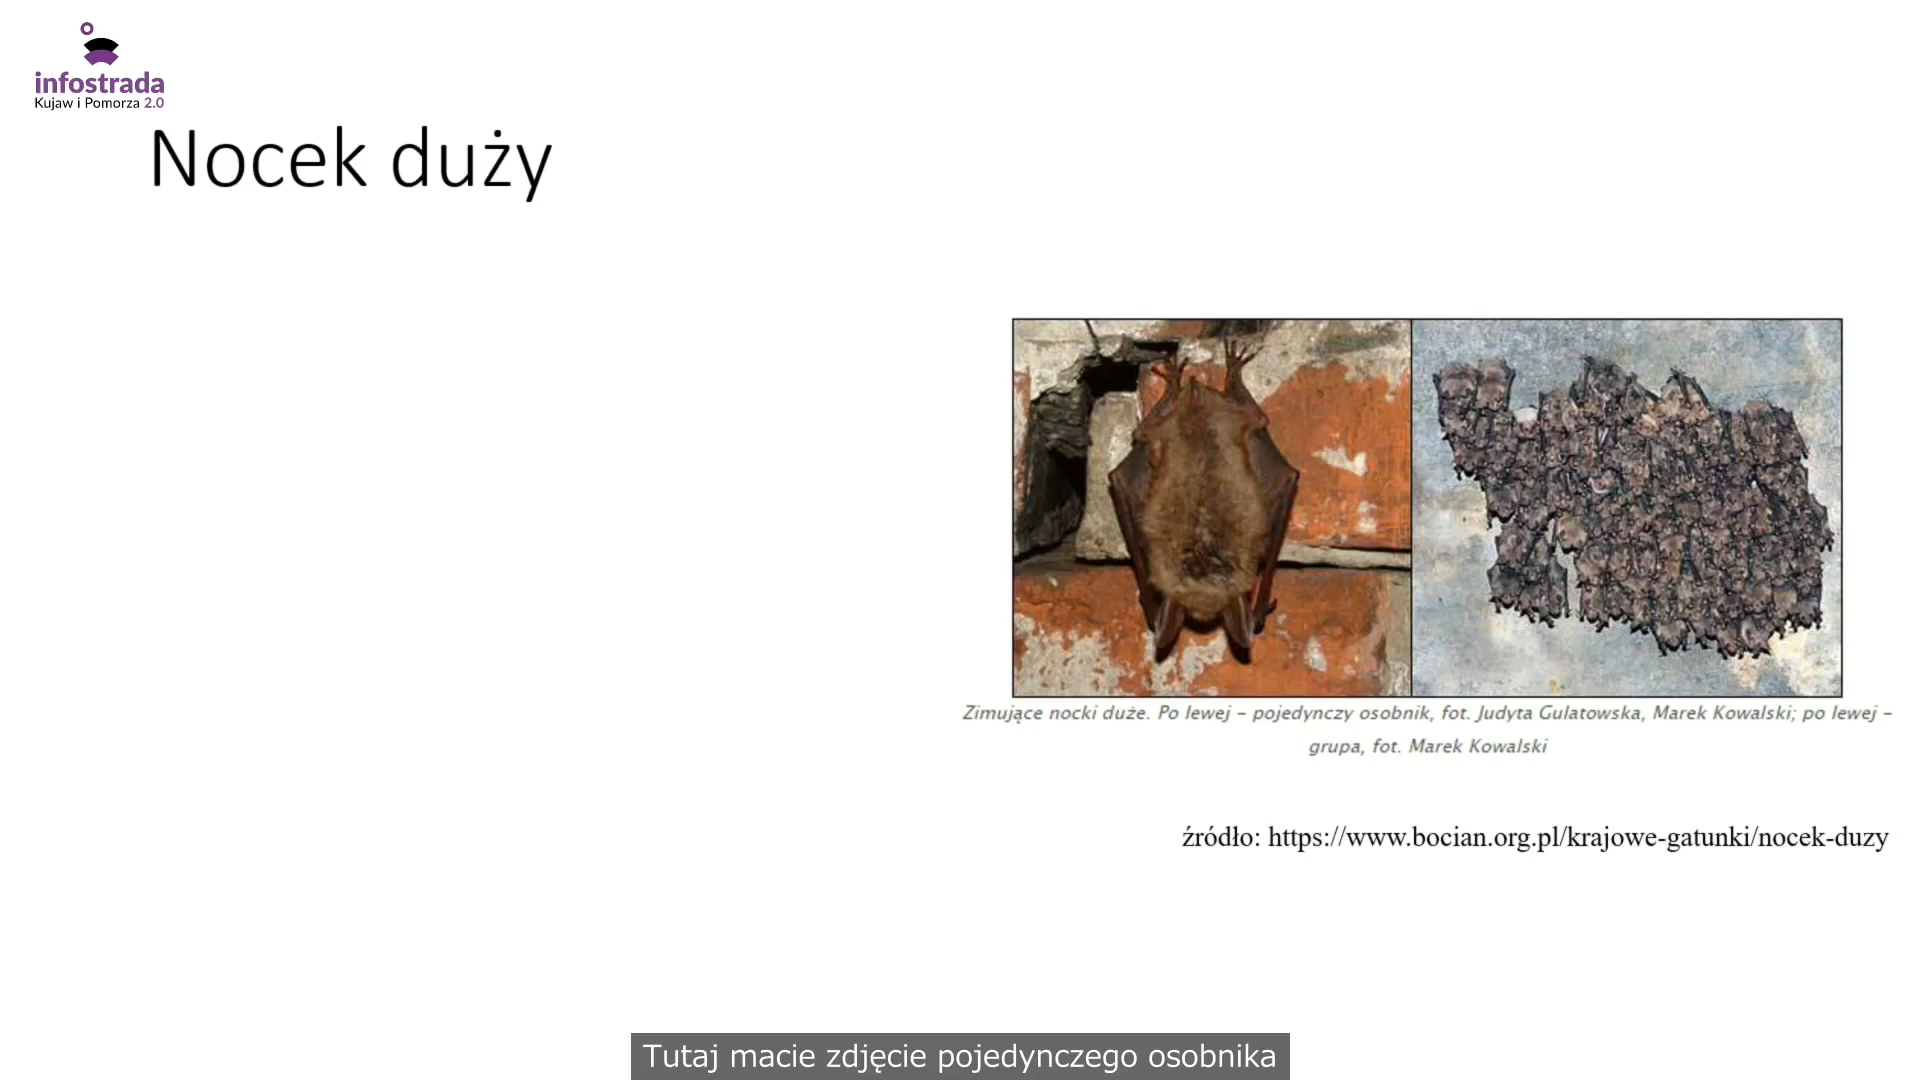 infostrada
Kujaw i Pomorza 2.0
Nocek duży
Zimujące nocki duże. Po lewej – pojedynczy osobnik, fot. Judyta Gulatowska, Marek Kowalski; po lewej –
grupa, fot. Marek Kowalski
źródło: https://www.bocian.org.pl/krajowe-gatunki/nocek-duzy
Tutaj macie zdjęcie pojedynczego osobnika